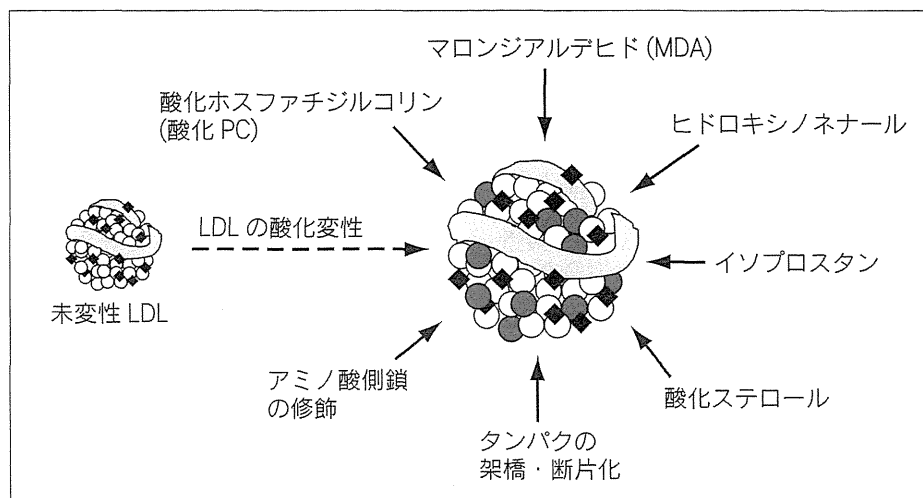 マロンジアルデヒド(MDA)
酸化ホスファチジルコリン
(酸化 PC)
ヒドロキシノネナール
LDL の酸化変性
イソプロスタン
未変性 LDL
アミノ酸側鎖
の修飾
酸化ステロール
タンパクの
架橋・断片化